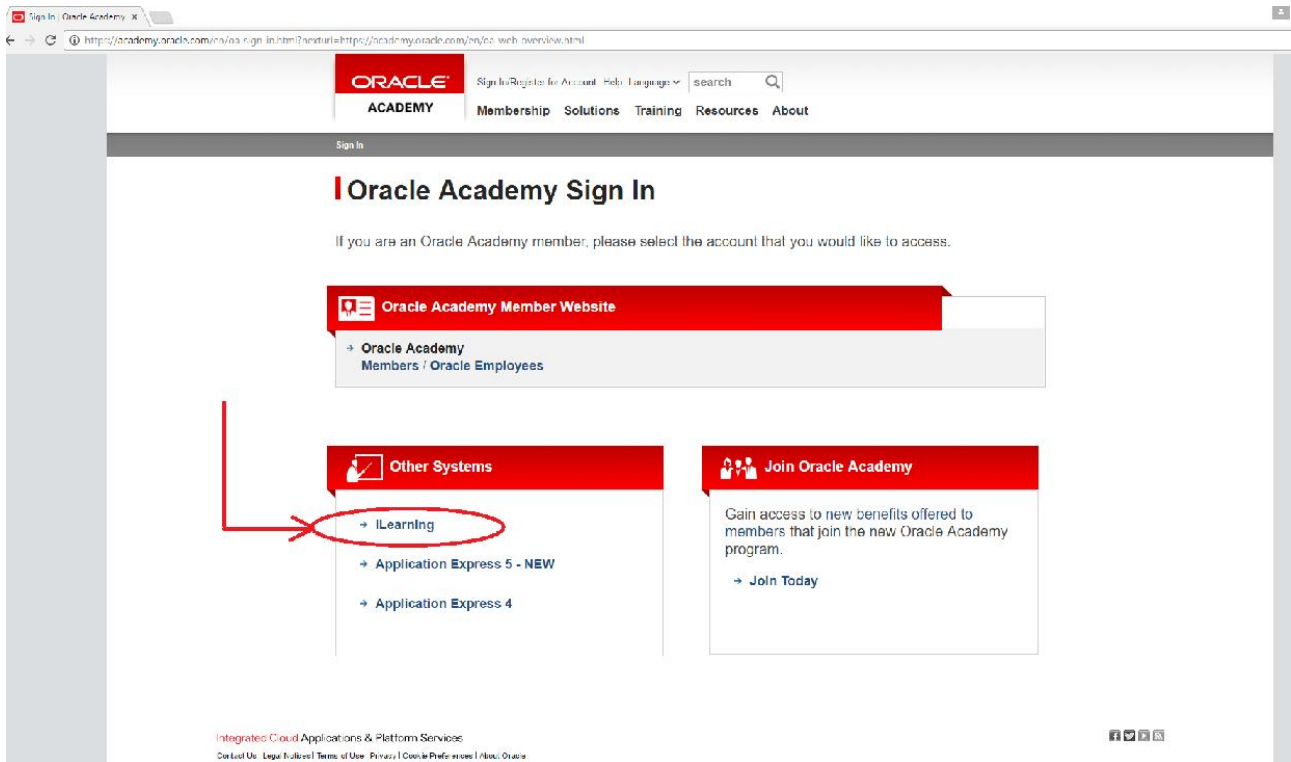 Sign In | Oracle Academy
https://academy.oracle.com/en/oa-sign-in.html?nexturl=https://academy.oracle.com/en/oa-web-overview.html
ORACLE
ACADEMY
Sign In/Register for Account Help Language search
Membership Solutions Training Resources About
Sign In
Oracle Academy Sign In
If you are an Oracle Academy member, please select the account that you would like to access.
Oracle Academy Member Website
Oracle Academy
Members / Oracle Employees
Other Systems
iLearning
Application Express 5 - NEW
Application Express 4
Join Oracle Academy
Gain access to new benefits offered to
members that join the new Oracle Academy
program.
Join Today
Integrated Cloud Applications & Platform Services
Contact Us Legal Notices | Terms of Use Privacy | Cookie Preferences | About Oracle